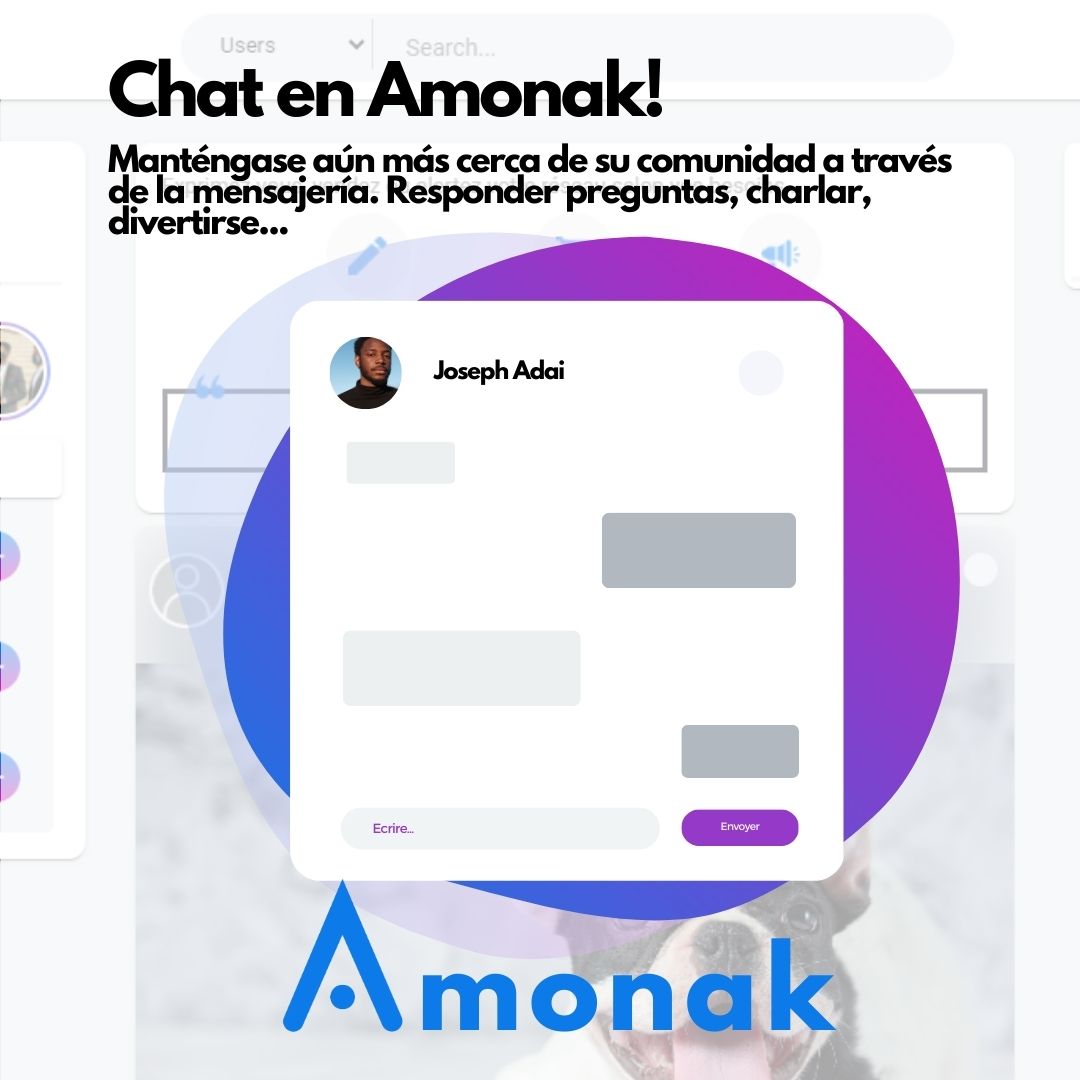 Users
Search...
Chat en Amonak!
Manténgase aún más cerca de su comunidad a través
de la mensajería. Responder preguntas, charlar,
divertirse...
Joseph Adai
Ecrire...
Envoyer
Amonak